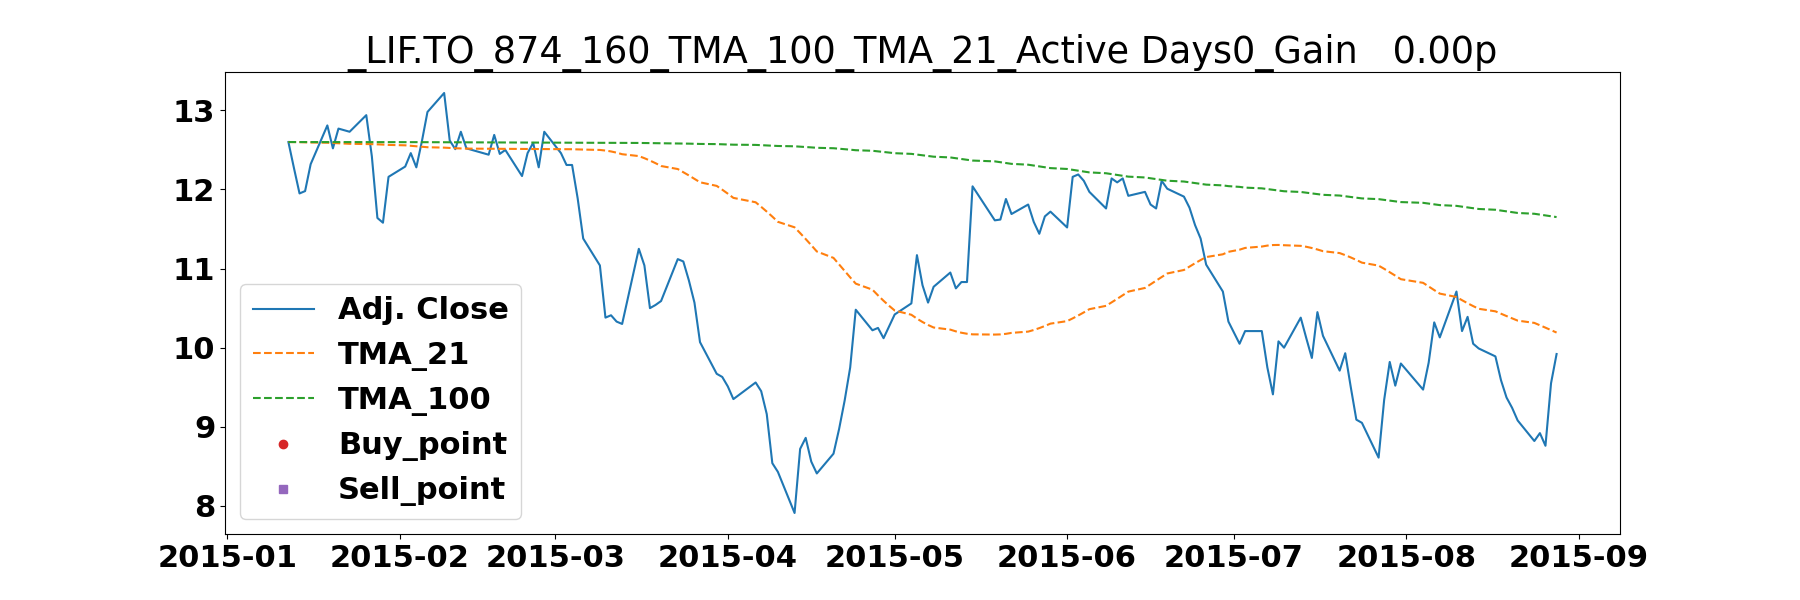 _LIF.TO_874_160_TMA_100_TMA_21_Active Days0_Gain   0.00p
13
12
11
10
9
8
Adj. Close
TMA_21
TMA_100
Buy_point
Sell_point
2015-01 2015-02 2015-03 2015-04 2015-05 2015-06 2015-07 2015-08 2015-09